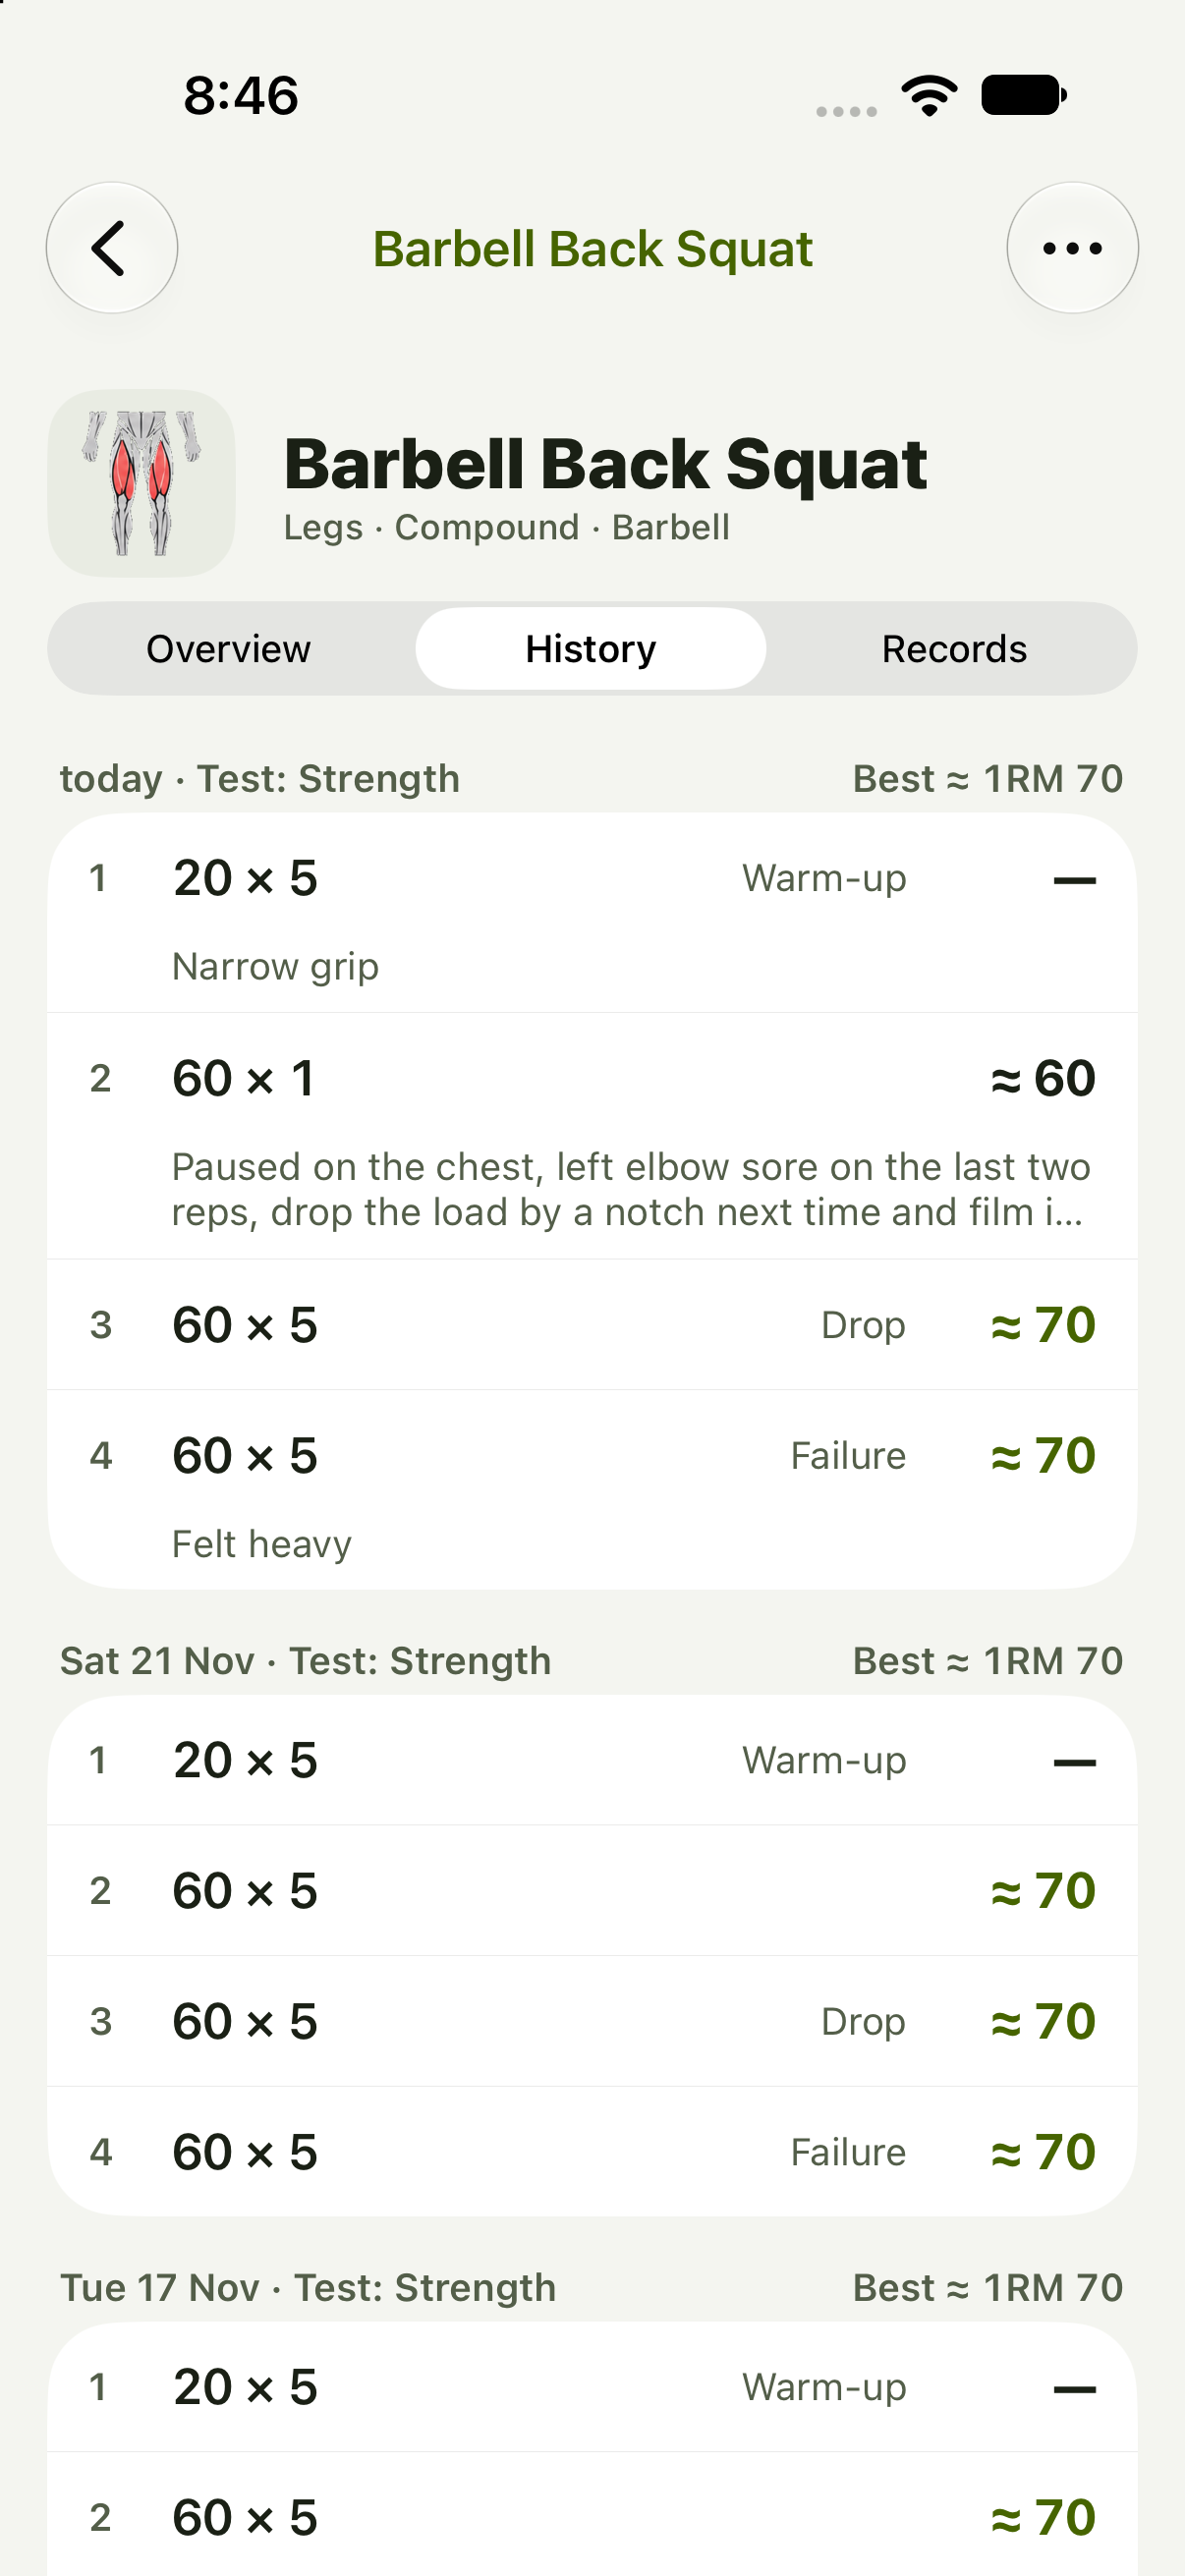 8:46
Barbell Back Squat
Barbell Back Squat
Legs · Compound · Barbell
Overview History Records
today · Test: Strength Best ≈ 1RM 70
1 20 × 5 Warm-up —
Narrow grip
2 60 × 1 ≈ 60
Paused on the chest, left elbow sore on the last two
reps, drop the load by a notch next time and film i...
3 60 × 5 Drop ≈ 70
4 60 × 5 Failure ≈ 70
Felt heavy
Sat 21 Nov · Test: Strength Best ≈ 1RM 70
1 20 × 5 Warm-up —
2 60 × 5 ≈ 70
3 60 × 5 Drop ≈ 70
4 60 × 5 Failure ≈ 70
Tue 17 Nov · Test: Strength Best ≈ 1RM 70
1 20 × 5 Warm-up —
2 60 × 5 ≈ 70